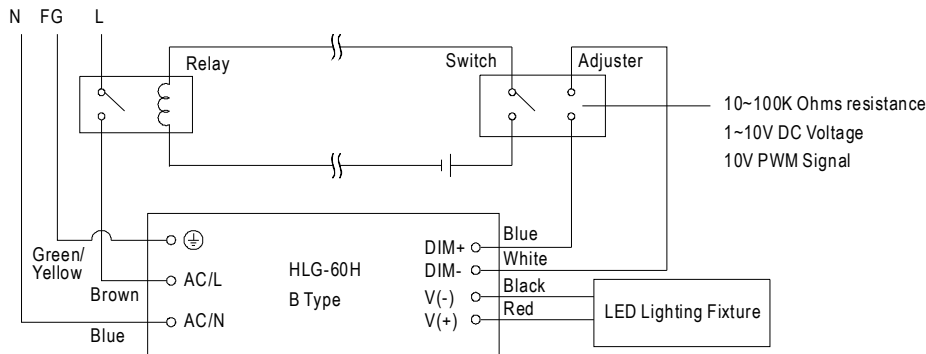 N FG L
Relay
Switch
Adjuster
10~100K Ohms resistance
1~10V DC Voltage
10V PWM Signal
Green/
Yellow
Brown
Blue
AC/L
AC/N
HLG-60H
B Type
DIM+
DIM-
V(-)
V(+)
Blue
White
Black
Red
LED Lighting Fixture